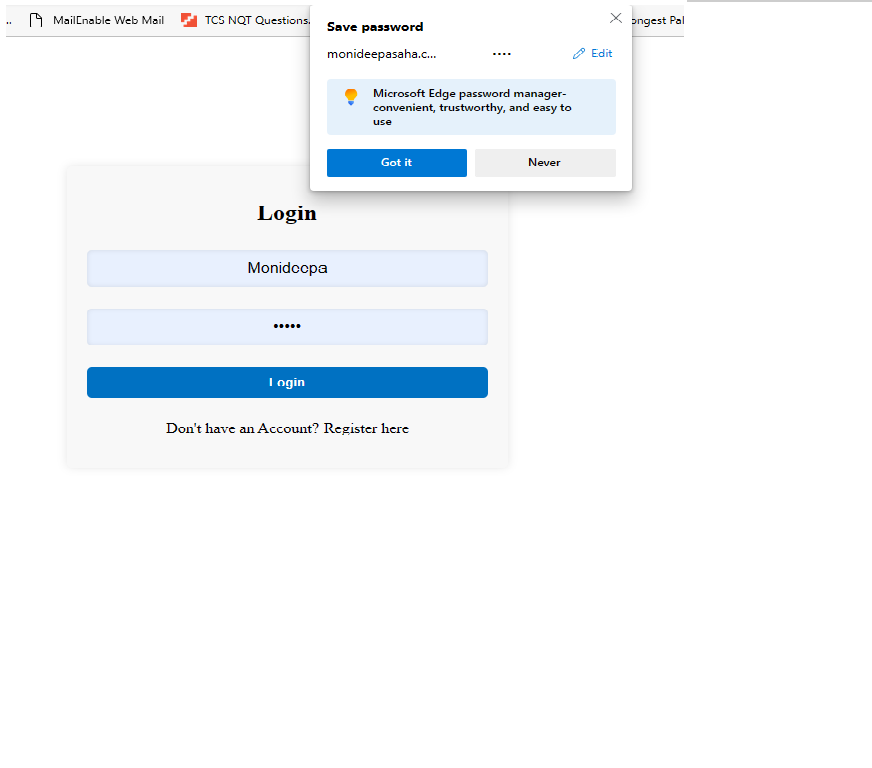 .. MailEnable Web Mail TCS NQT Questions. ongest Pal
Save password
monideepasaha.c... •••• Edit
Microsoft Edge password manager-
convenient, trustworthy, and easy to
use
Got it Never
Login
Monideepa
•••••
Login
Don't have an Account? Register here